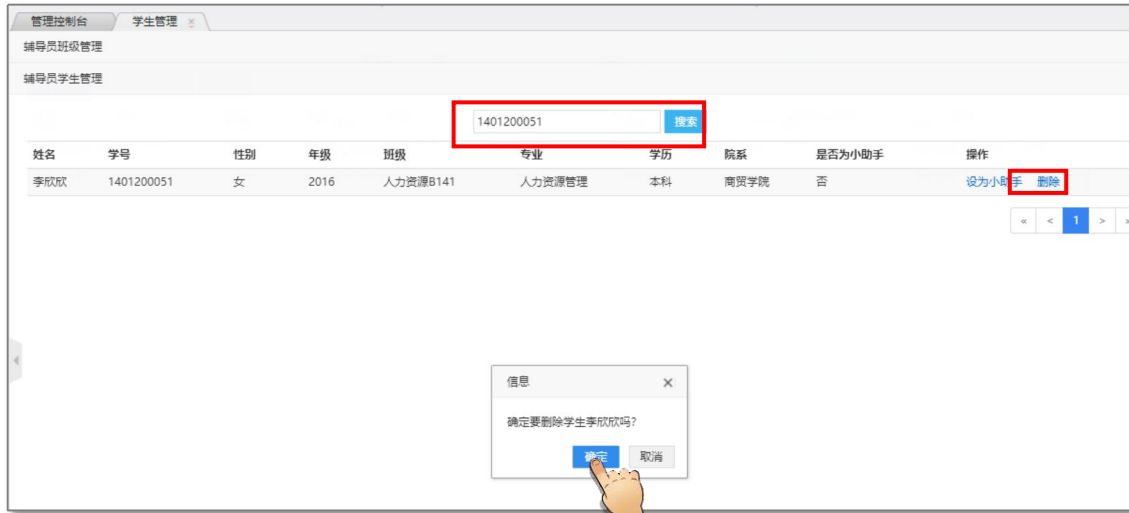 管理控制台 学生管理 ×
辅导员班级管理
辅导员学生管理
1401200051 搜索
姓名 学号 性别 年级 班级 专业 学历 院系 是否为小助手 操作
李欣欣 1401200051 女 2016 人力资源B141 人力资源管理 本科 商贸学院 否 设为小助手 删除
« < 1 > »
信息 ×
确定要删除学生李欣欣吗?
确定 取消